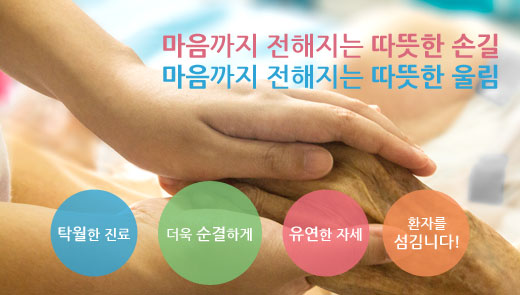 마음까지 전해지는 따뜻한 손길
마음까지 전해지는 따뜻한 울림
탁월한 진료
더욱 순결하게
유연한 자세
환자를
섬깁니다!